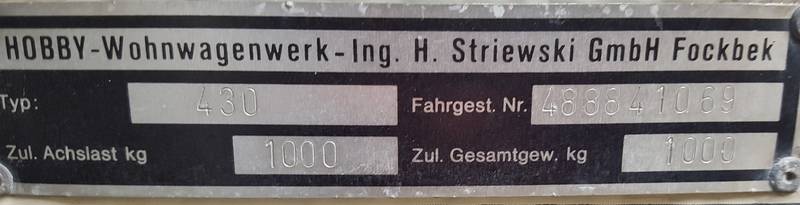 HOBBY-Wohnwagenwerk-Ing. H. Striewski GmbH Fockbek
Typ: 430 Fahrgest. Nr. 488841069
Zul. Achslast kg 1000 Zul. Gesamtgew. kg 1000